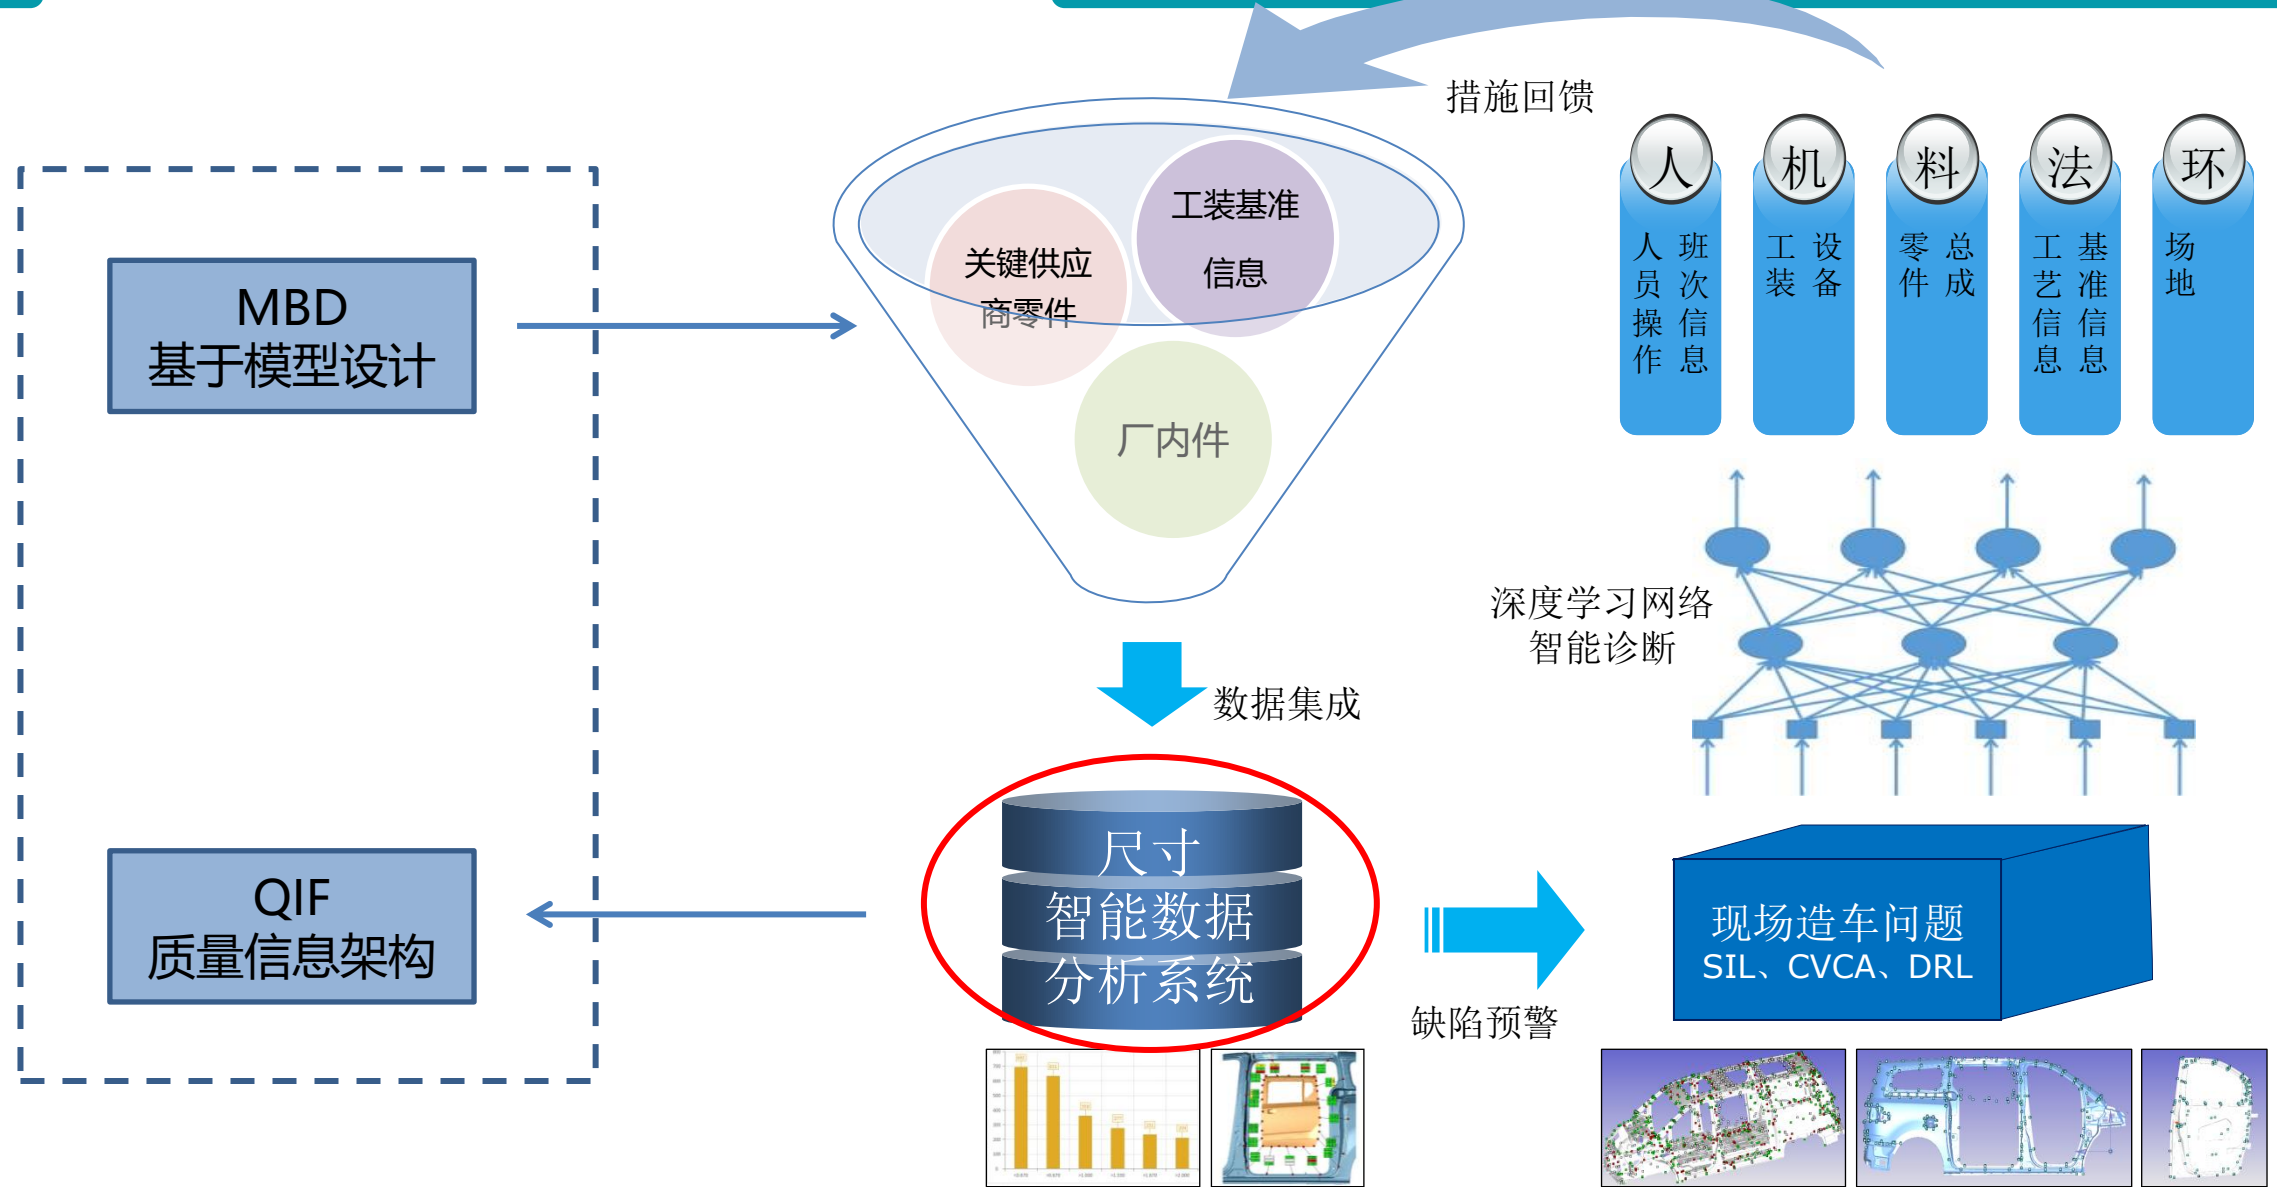 措施回馈
MBD
基于模型设计
关键供应
商零件
工装基准
信息
厂内件
人
机
料
法
环
人员操作
班次信息
工装
设备
零件
总成
工艺信息
基准信息
场地
深度学习网络
智能诊断
数据集成
QIF
质量信息架构
尺寸
智能数据
分析系统
缺陷预警
现场造车问题
SIL、CVCA、DRL